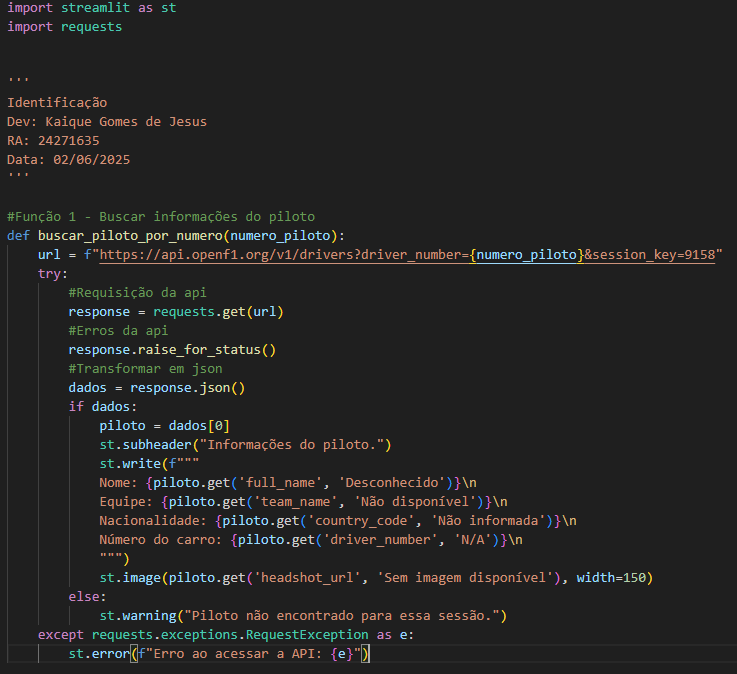 import streamlit as st
import requests
'''
Identificação
Dev: Kaique Gomes de Jesus
RA: 24271635
Data: 02/06/2025
'''
#Função 1 - Buscar informações do piloto
def buscar_piloto_por_numero(numero_piloto):
    url = f"https://api.openf1.org/v1/drivers?driver_number={numero_piloto}&session_key=9158"
    try:
        #Requisição da api
        response = requests.get(url)
        #Erros da api
        response.raise_for_status()
        #Transformar em json
        dados = response.json()
        if dados:
            piloto = dados[0]
            st.subheader("Informações do piloto.")
            st.write(f"""
            Nome: {piloto.get('full_name', 'Desconhecido')}\n
            Equipe: {piloto.get('team_name', 'Não disponível')}\n
            Nacionalidade: {piloto.get('country_code', 'Não informada')}\n
            Número do carro: {piloto.get('driver_number', 'N/A')}\n
            """)
            st.image(piloto.get('headshot_url', 'Sem imagem disponível'), width=150)
        else:
            st.warning("Piloto não encontrado para essa sessão.")
    except requests.exceptions.RequestException as e:
        st.error(f"Erro ao acessar a API: {e}")